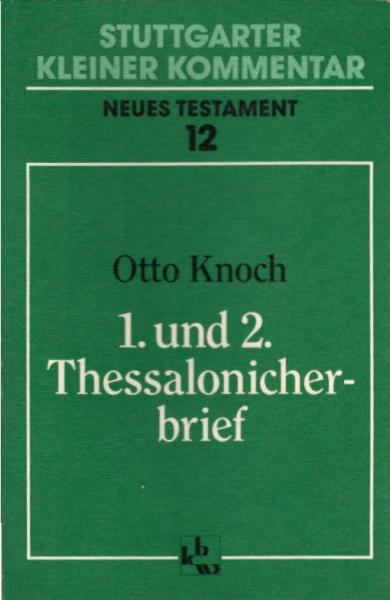 STUTTGARTER
KLEINER KOMMENTAR
NEUES TESTAMENT
12
Otto Knoch
1. und 2.
Thessalonicher-
brief
kbw